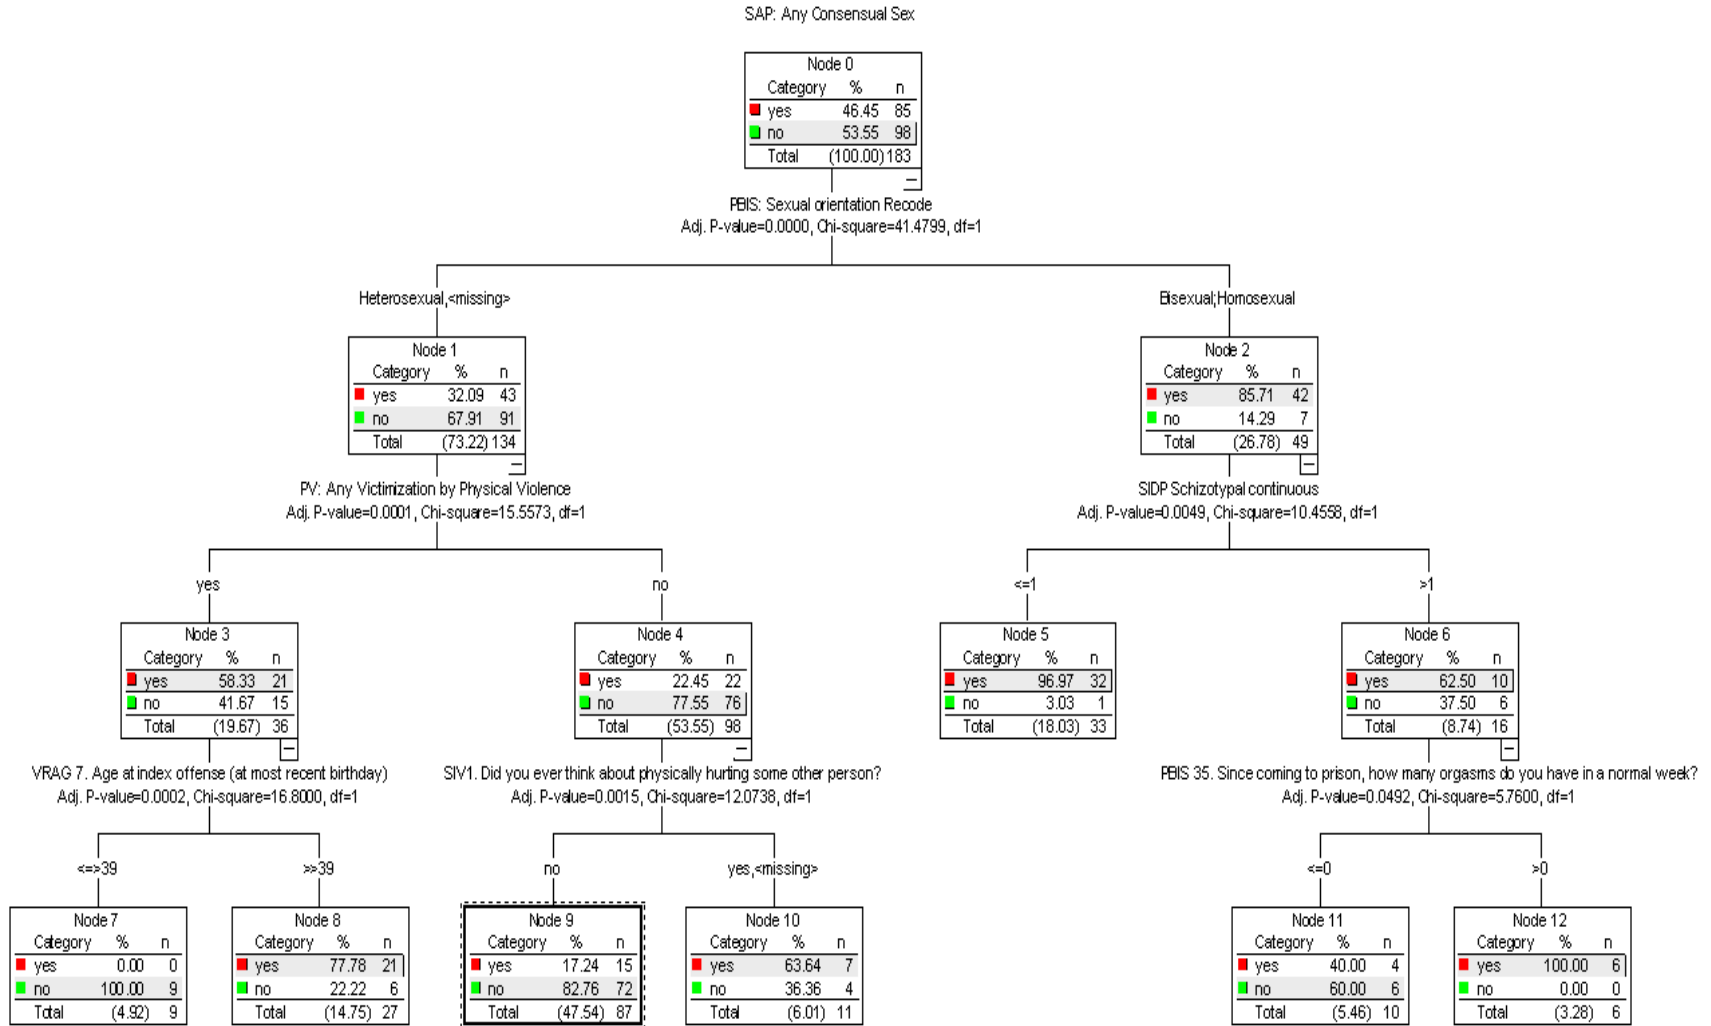 SAP: Any Consensual Sex
Node 0
Category % n
yes 46.45 85
no 53.55 98
Total (100.00) 183
PBIS: Sexual orientation Recode
Adj. P-value=0.0000, Chi-square=41.4799, df=1
Heterosexual,<missing>
Bisexual;Homosexual
Node 1
Category % n
yes 32.09 43
no 67.91 91
Total (73.22) 134
Node 2
Category % n
yes 85.71 42
no 14.29 7
Total (26.78) 49
PV: Any Victimization by Physical Violence
Adj. P-value=0.0001, Chi-square=15.5573, df=1
SIDP Schizotypal continuous
Adj. P-value=0.0049, Chi-square=10.4558, df=1
yes
no
<=1
>1
Node 3
Category % n
yes 58.33 21
no 41.67 15
Total (19.67) 36
Node 4
Category % n
yes 22.45 22
no 77.55 76
Total (53.55) 98
Node 5
Category % n
yes 96.97 32
no 3.03 1
Total (18.03) 33
Node 6
Category % n
yes 62.50 10
no 37.50 6
Total (8.74) 16
VRAG 7. Age at index offense (at most recent birthday)
Adj. P-value=0.0002, Chi-square=16.8000, df=1
SIV1. Did you ever think about physically hurting some other person?
Adj. P-value=0.0015, Chi-square=12.0738, df=1
PBIS 35. Since coming to prison, how many orgasms do you have in a normal week?
Adj. P-value=0.0492, Chi-square=5.7600, df=1
<=>39
>>39
no
yes,<missing>
<=0
>0
Node 7
Category % n
yes 0.00 0
no 100.00 9
Total (4.92) 9
Node 8
Category % n
yes 77.78 21
no 22.22 6
Total (14.75) 27
Node 9
Category % n
yes 17.24 15
no 82.76 72
Total (47.54) 87
Node 10
Category % n
yes 63.64 7
no 36.36 4
Total (6.01) 11
Node 11
Category % n
yes 40.00 4
no 60.00 6
Total (5.46) 10
Node 12
Category % n
yes 100.00 6
no 0.00 0
Total (3.28) 6